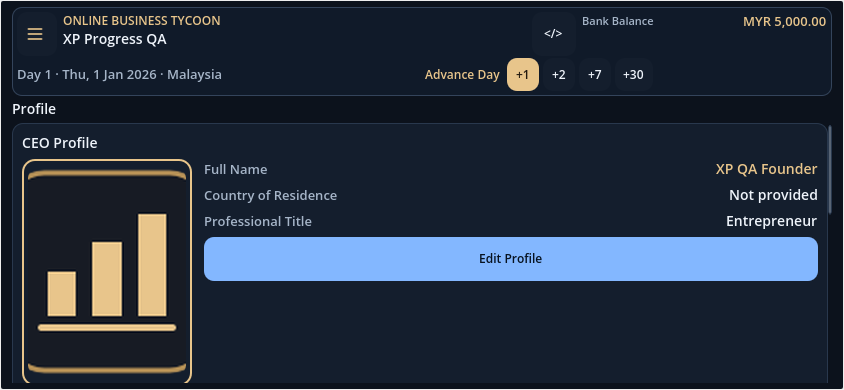 ONLINE BUSINESS TYCOON
XP Progress QA
</>
Bank Balance
MYR 5,000.00
Day 1 · Thu, 1 Jan 2026 · Malaysia
Advance Day
+1
+2
+7
+30
Profile
CEO Profile
Full Name
XP QA Founder
Country of Residence
Not provided
Professional Title
Entrepreneur
Edit Profile